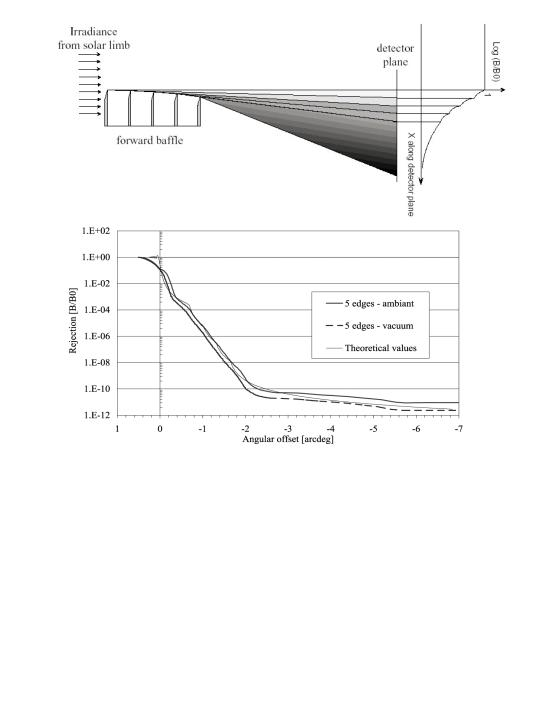 Irradiance
from solar limb
detector
plane
Log (B/B0)
1
forward baffle
X along detector plane
1.E+02
1.E+00
1.E-02
1.E-04
1.E-06
1.E-08
1.E-10
1.E-12
Rejection [B/B0]
5 edges - ambiant
5 edges - vacuum
Theoretical values
1 0 -1 -2 -3 -4 -5 -6 -7
Angular offset [arcdeg]